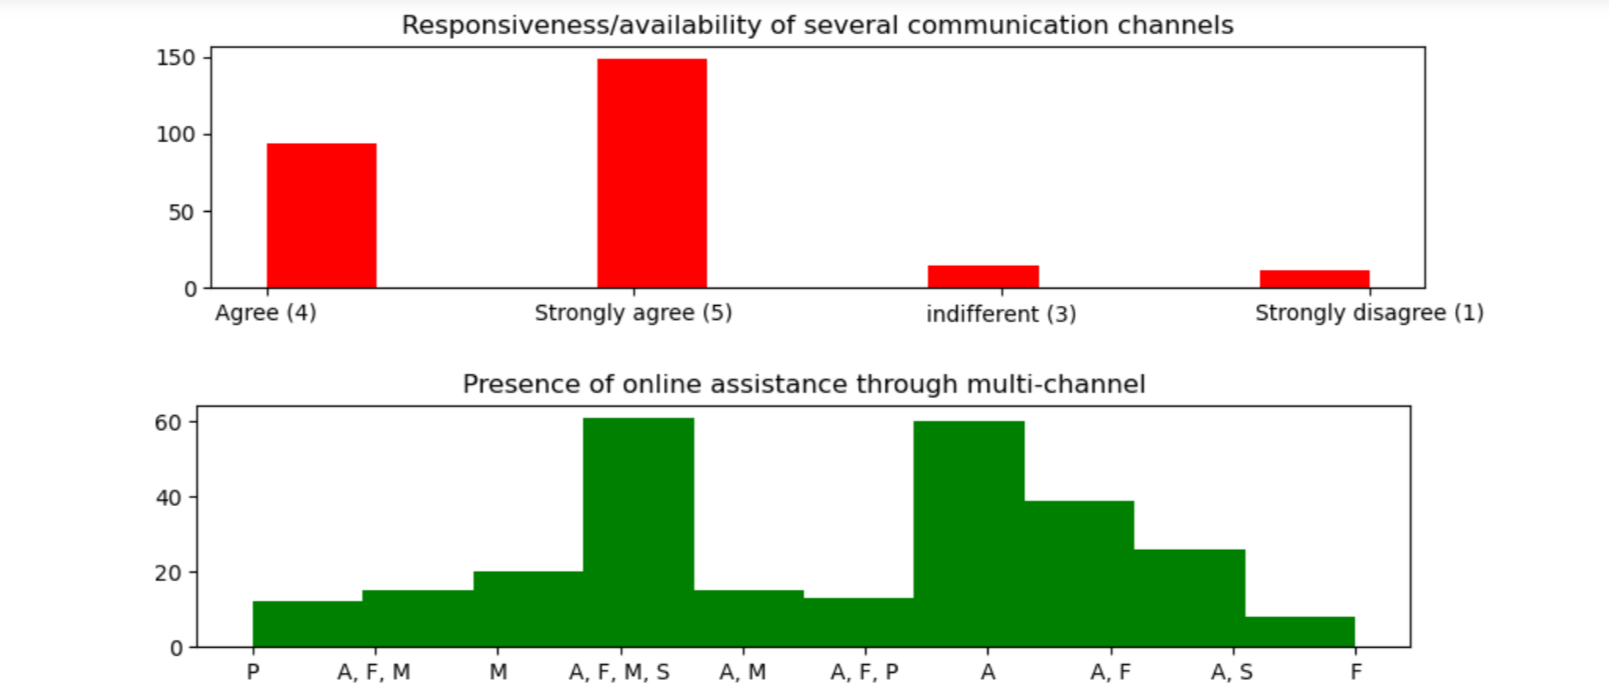 Responsiveness/availability of several communication channels
150
100
50
0
Agree (4) Strongly agree (5) indifferent (3) Strongly disagree (1)
Presence of online assistance through multi-channel
60
40
20
0
P A, F, M M A, F, M, S A, M A, F, P A A, F A, S F